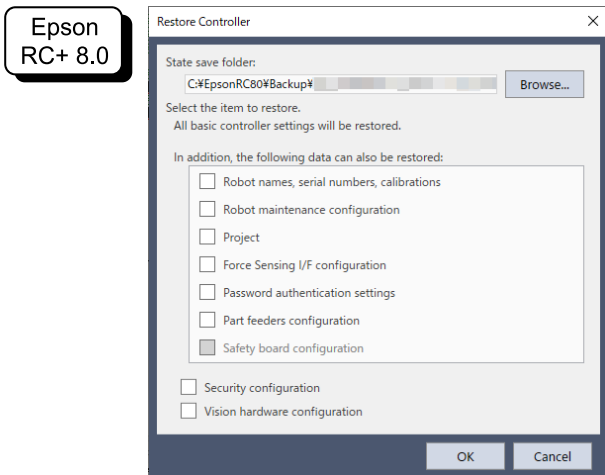 Epson
RC+ 8.0
Restore Controller
State save folder:
C:¥EpsonRC80¥Backup¥
Browse...
Select the item to restore.
All basic controller settings will be restored.
In addition, the following data can also be restored:
Robot names, serial numbers, calibrations
Robot maintenance configuration
Project
Force Sensing I/F configuration
Password authentication settings
Part feeders configuration
Safety board configuration
Security configuration
Vision hardware configuration
OK
Cancel